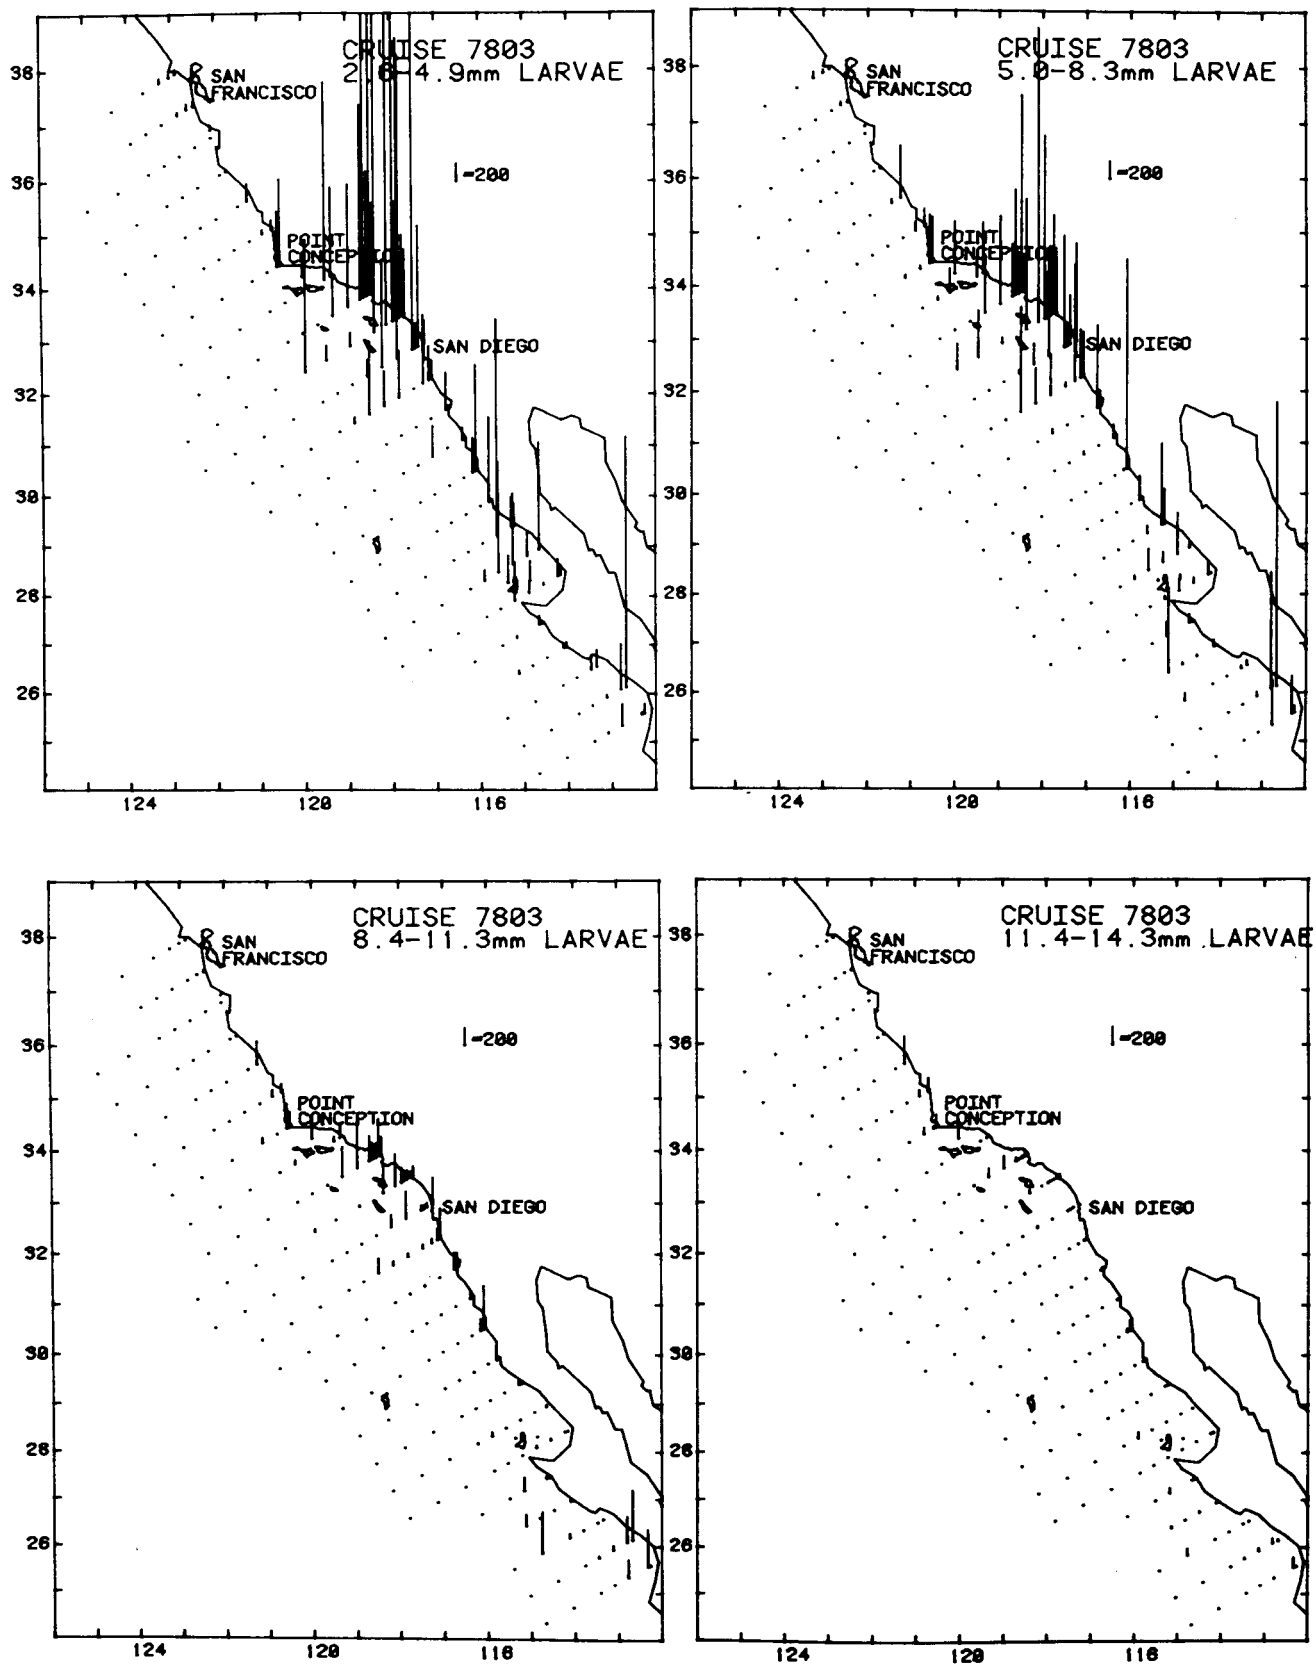 CRUISE 7803
2.6-4.9mm LARVAE
38
SAN
FRANCISCO
36
|=200
POINT
CONCEPTION
34
SAN DIEGO
32
30
28
26
124
120
116
CRUISE 7803
5.0-8.3mm LARVAE
38
SAN
FRANCISCO
36
|=200
POINT
CONCEPTION
34
SAN DIEGO
32
30
28
26
124
120
116
CRUISE 7803
8.4-11.3mm LARVAE
38
SAN
FRANCISCO
36
|=200
POINT
CONCEPTION
34
SAN DIEGO
32
30
28
26
124
120
116
CRUISE 7803
11.4-14.3mm LARVAE
38
SAN
FRANCISCO
36
|=200
POINT
CONCEPTION
34
SAN DIEGO
32
30
28
26
124
120
116